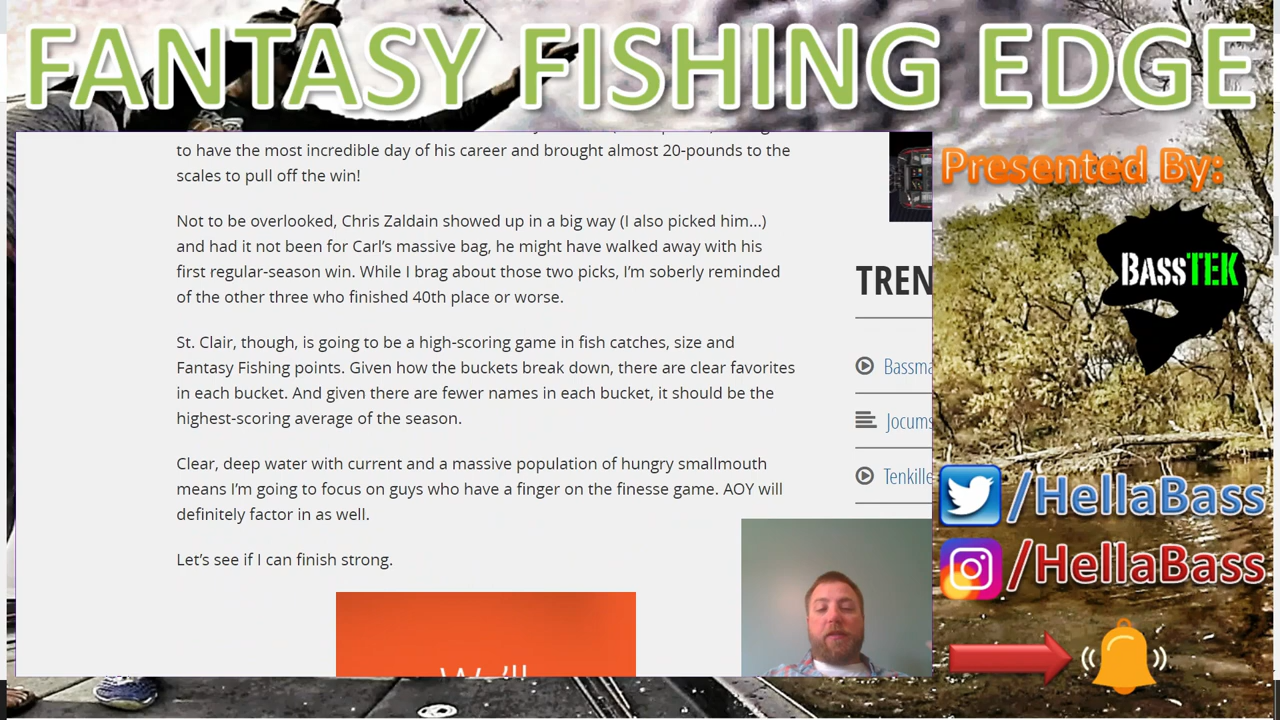 FANTASY FISHING EDGE
to have the most incredible day of his career and brought almost 20-pounds to the
scales to pull off the win!
Not to be overlooked, Chris Zaldain showed up in a big way (I also picked him...)
and had it not been for Carl's massive bag, he might have walked away with his
first regular-season win. While I brag about those two picks, I'm soberly reminded
of the other three who finished 40th place or worse.
St. Clair, though, is going to be a high-scoring game in fish catches, size and
Fantasy Fishing points. Given how the buckets break down, there are clear favorites
in each bucket. And given there are fewer names in each bucket, it should be the
highest-scoring average of the season.
Clear, deep water with current and a massive population of hungry smallmouth
means I'm going to focus on guys who have a finger on the finesse game. AOY will
definitely factor in as well.
Let's see if I can finish strong.
We'll
TREN
Bassma
Jocums
Tenkille
Presented By:
BASSTEK
/HellaBass
/HellaBass